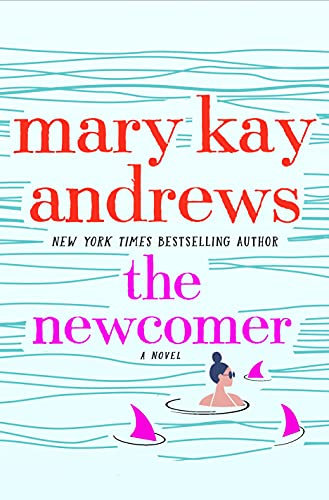 mary kay
andrews
NEW YORK TIMES BESTSELLING AUTHOR
the
newcomer
A NOVEL